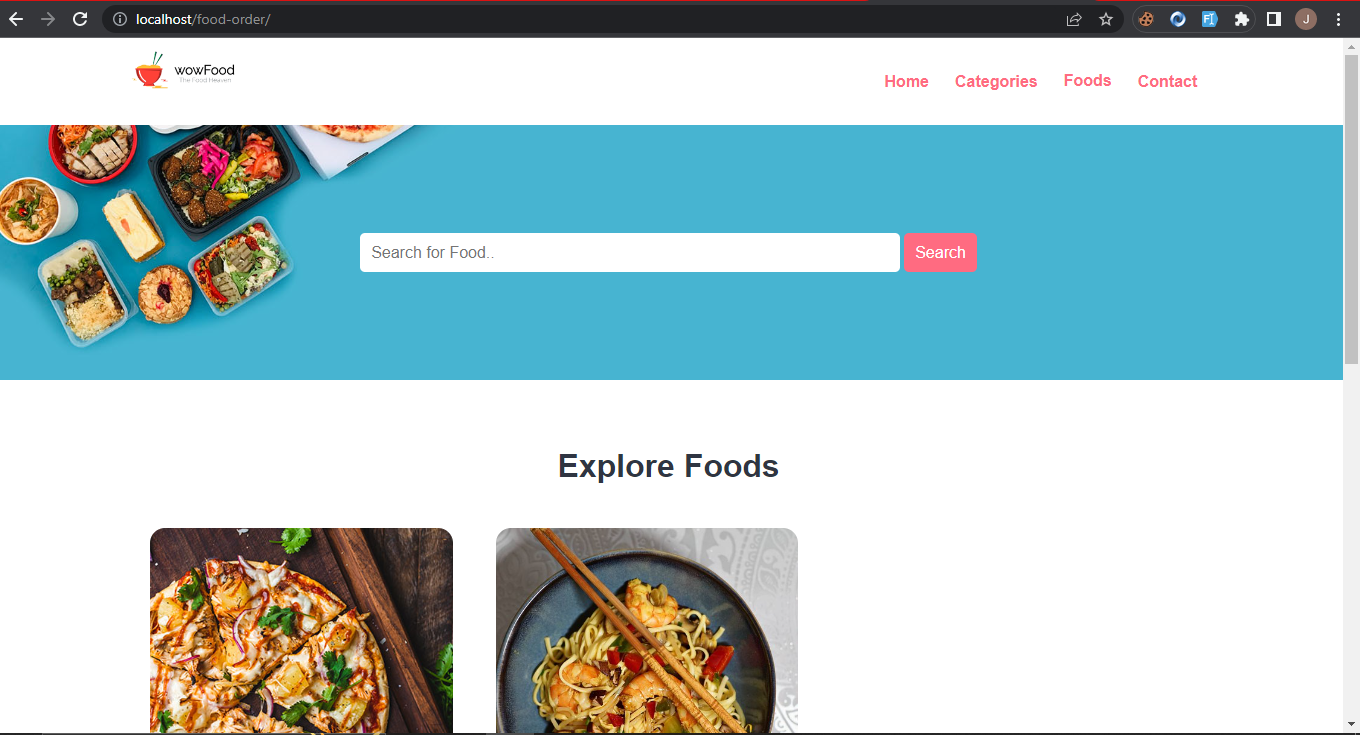 localhost/food-order/
J
wowFood
The Food Heaven
Home Categories Foods Contact
Search for Food.. Search
Explore Foods